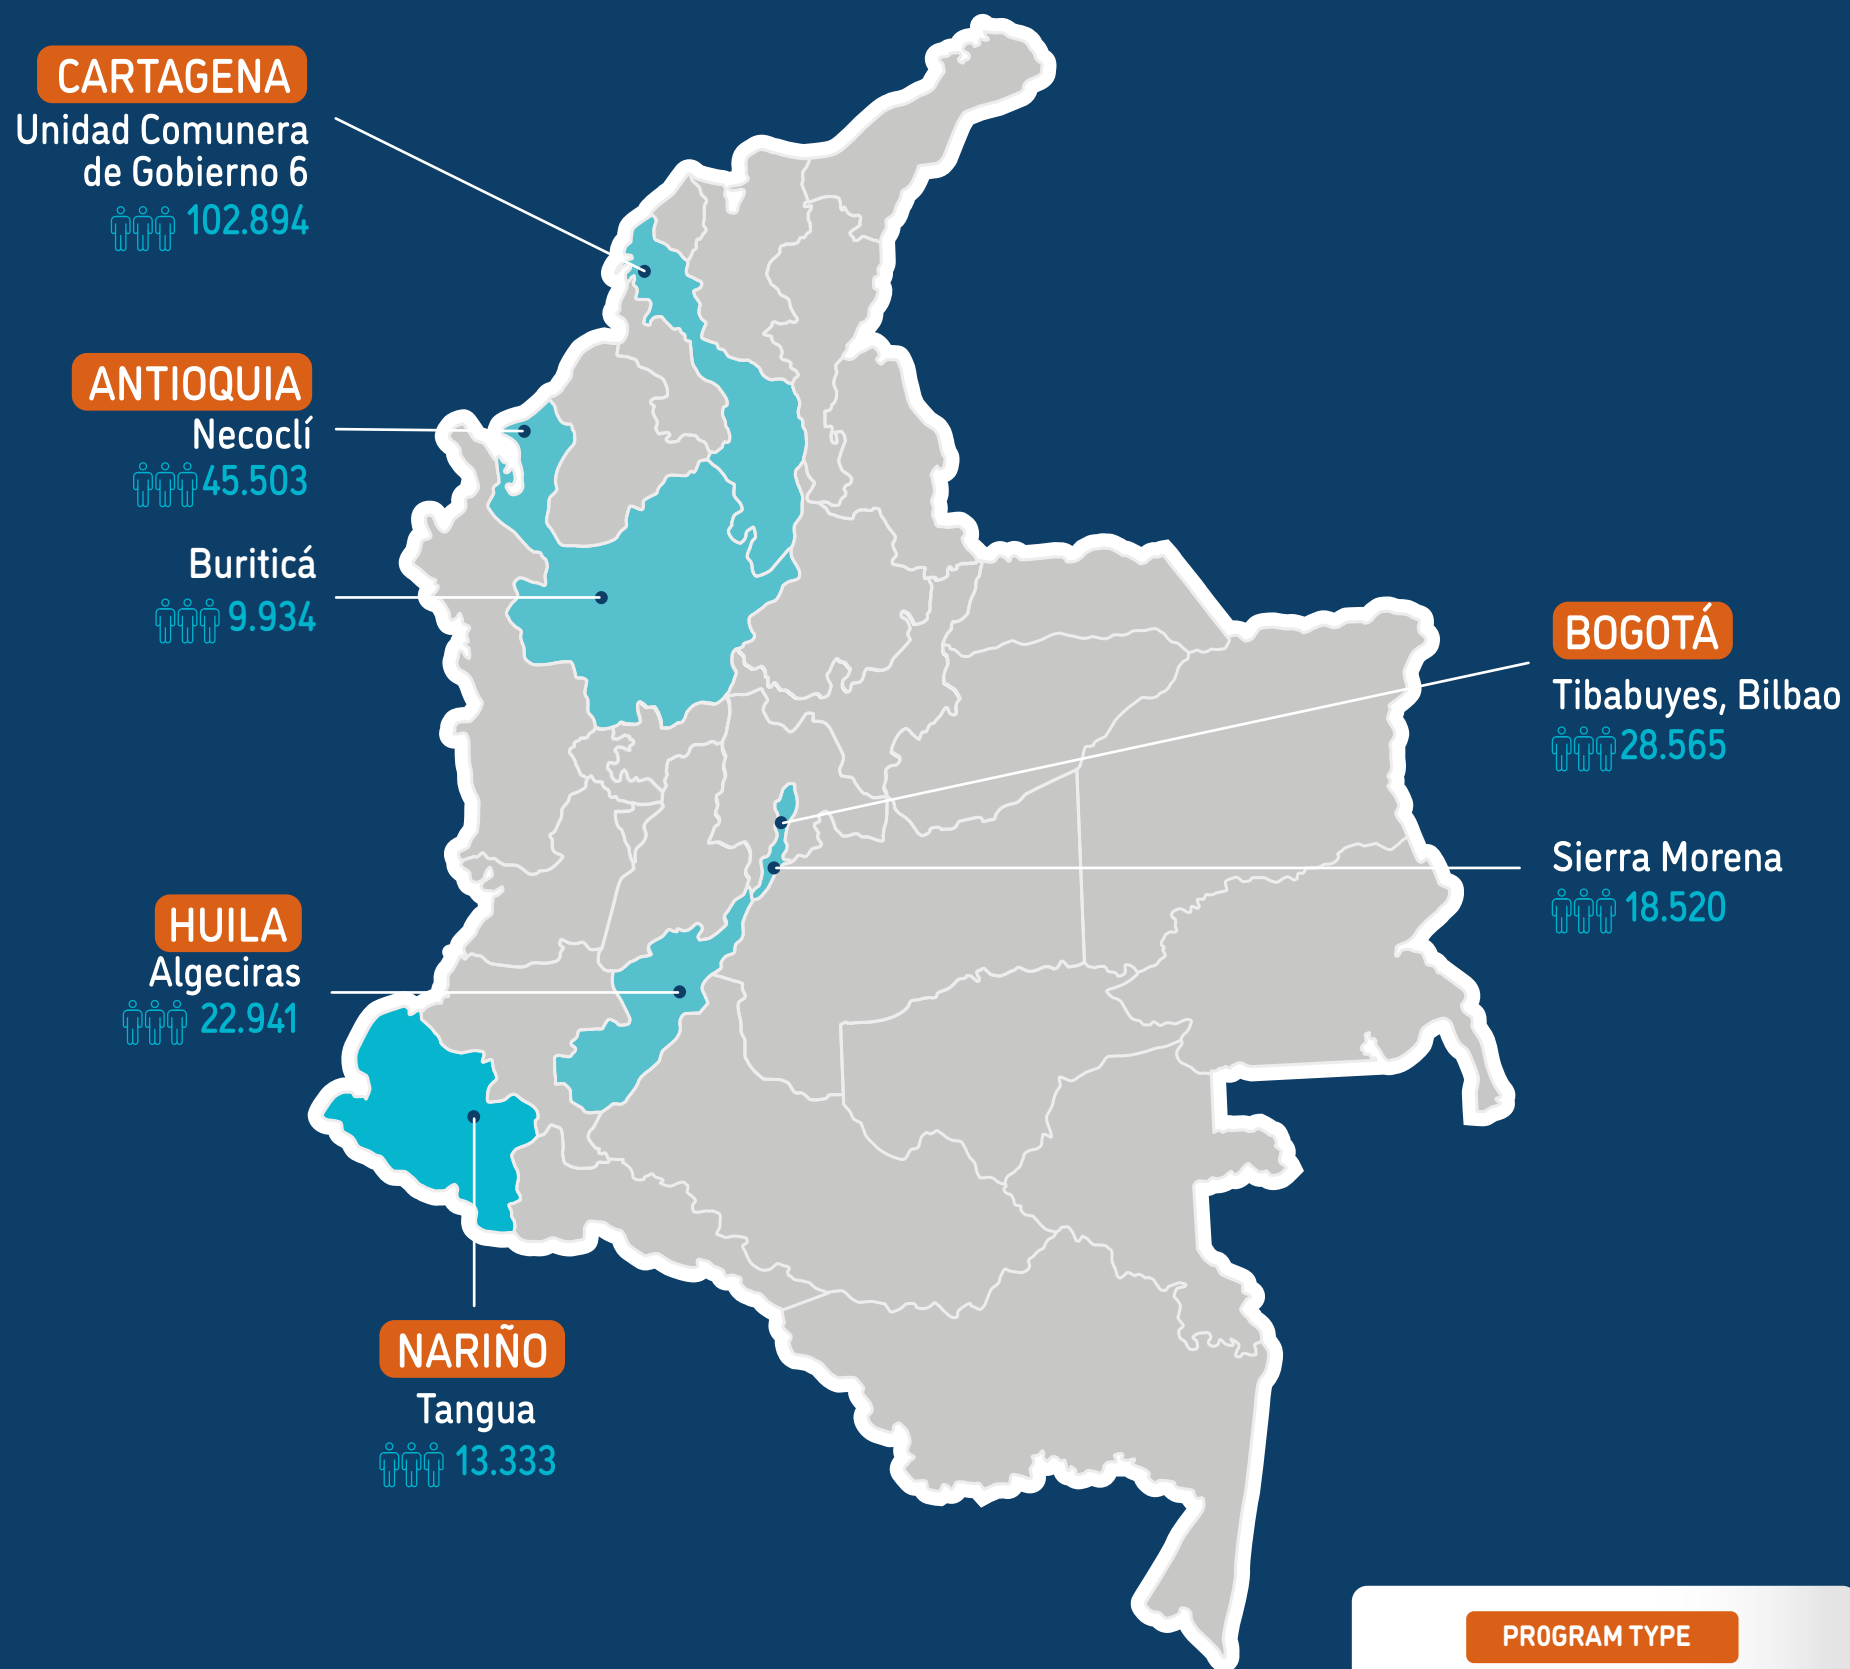 CARTAGENA
Unidad Comunera
de Gobierno 6
102.894
ANTIOQUIA
Necoclí
45.503
Buriticá
9.934
HUILA
Algeciras
22.941
NARIÑO
Tangua
13.333
BOGOTÁ
Tibabuyes, Bilbao
28.565
Sierra Morena
18.520
PROGRAM TYPE